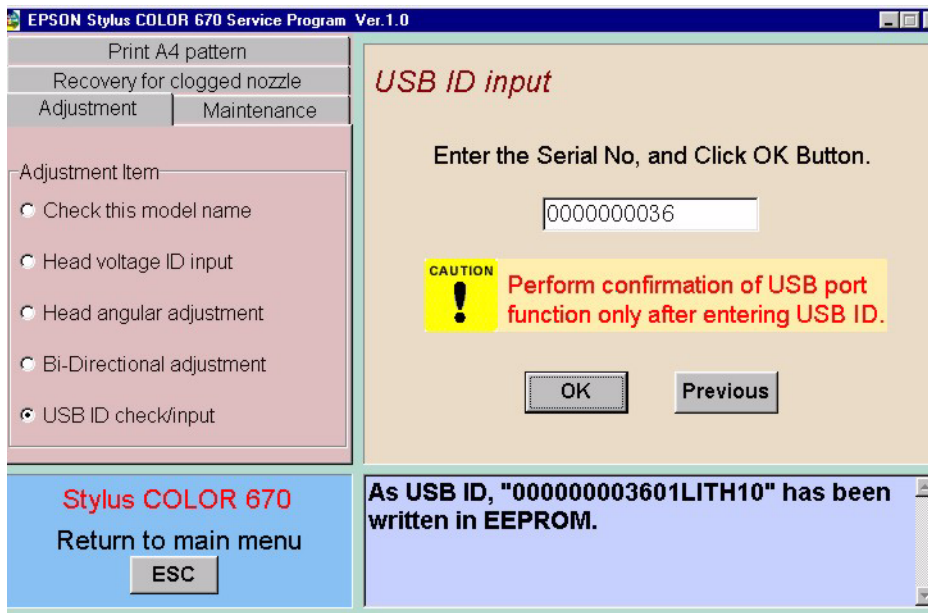 EPSON Stylus COLOR 670 Service Program Ver.1.0
Print A4 pattern
Recovery for clogged nozzle
Adjustment
Maintenance
Adjustment Item
Check this model name
Head voltage ID input
Head angular adjustment
Bi-Directional adjustment
USB ID check/input
USB ID input
Enter the Serial No, and Click OK Button.
0000000036
CAUTION
!
Perform confirmation of USB port
function only after entering USB ID.
OK
Previous
Stylus COLOR 670
Return to main menu
ESC
As USB ID, "000000003601LITH10" has been
written in EEPROM.